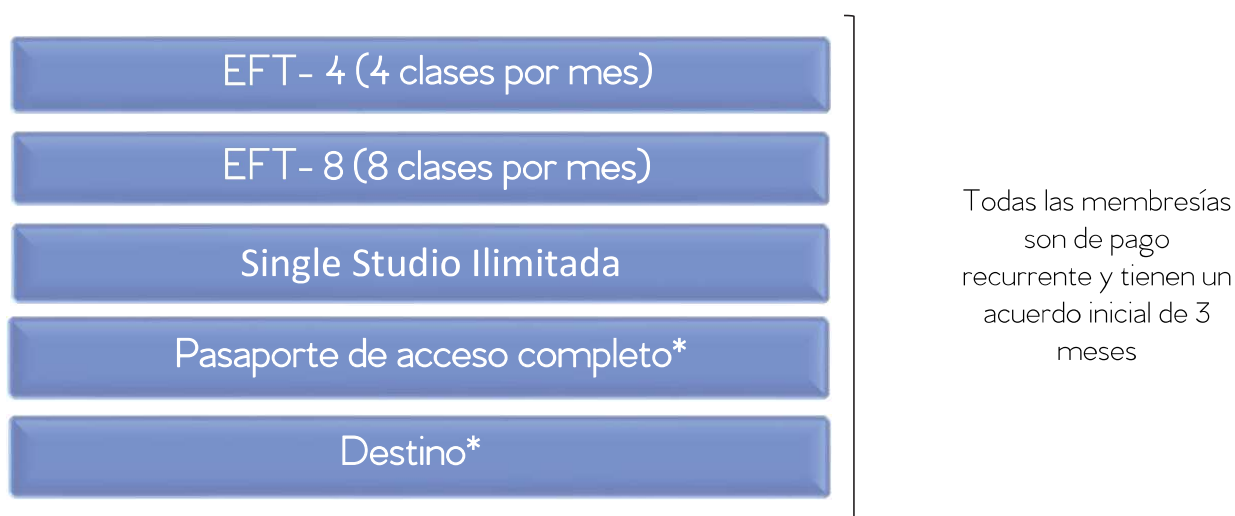 EFT- 4 (4 clases por mes)
EFT- 8 (8 clases por mes)
Single Studio Ilimitada
Pasaporte de acceso completo*
Destino*
Todas las membresías
son de pago
recurrente y tienen un
acuerdo inicial de 3
meses